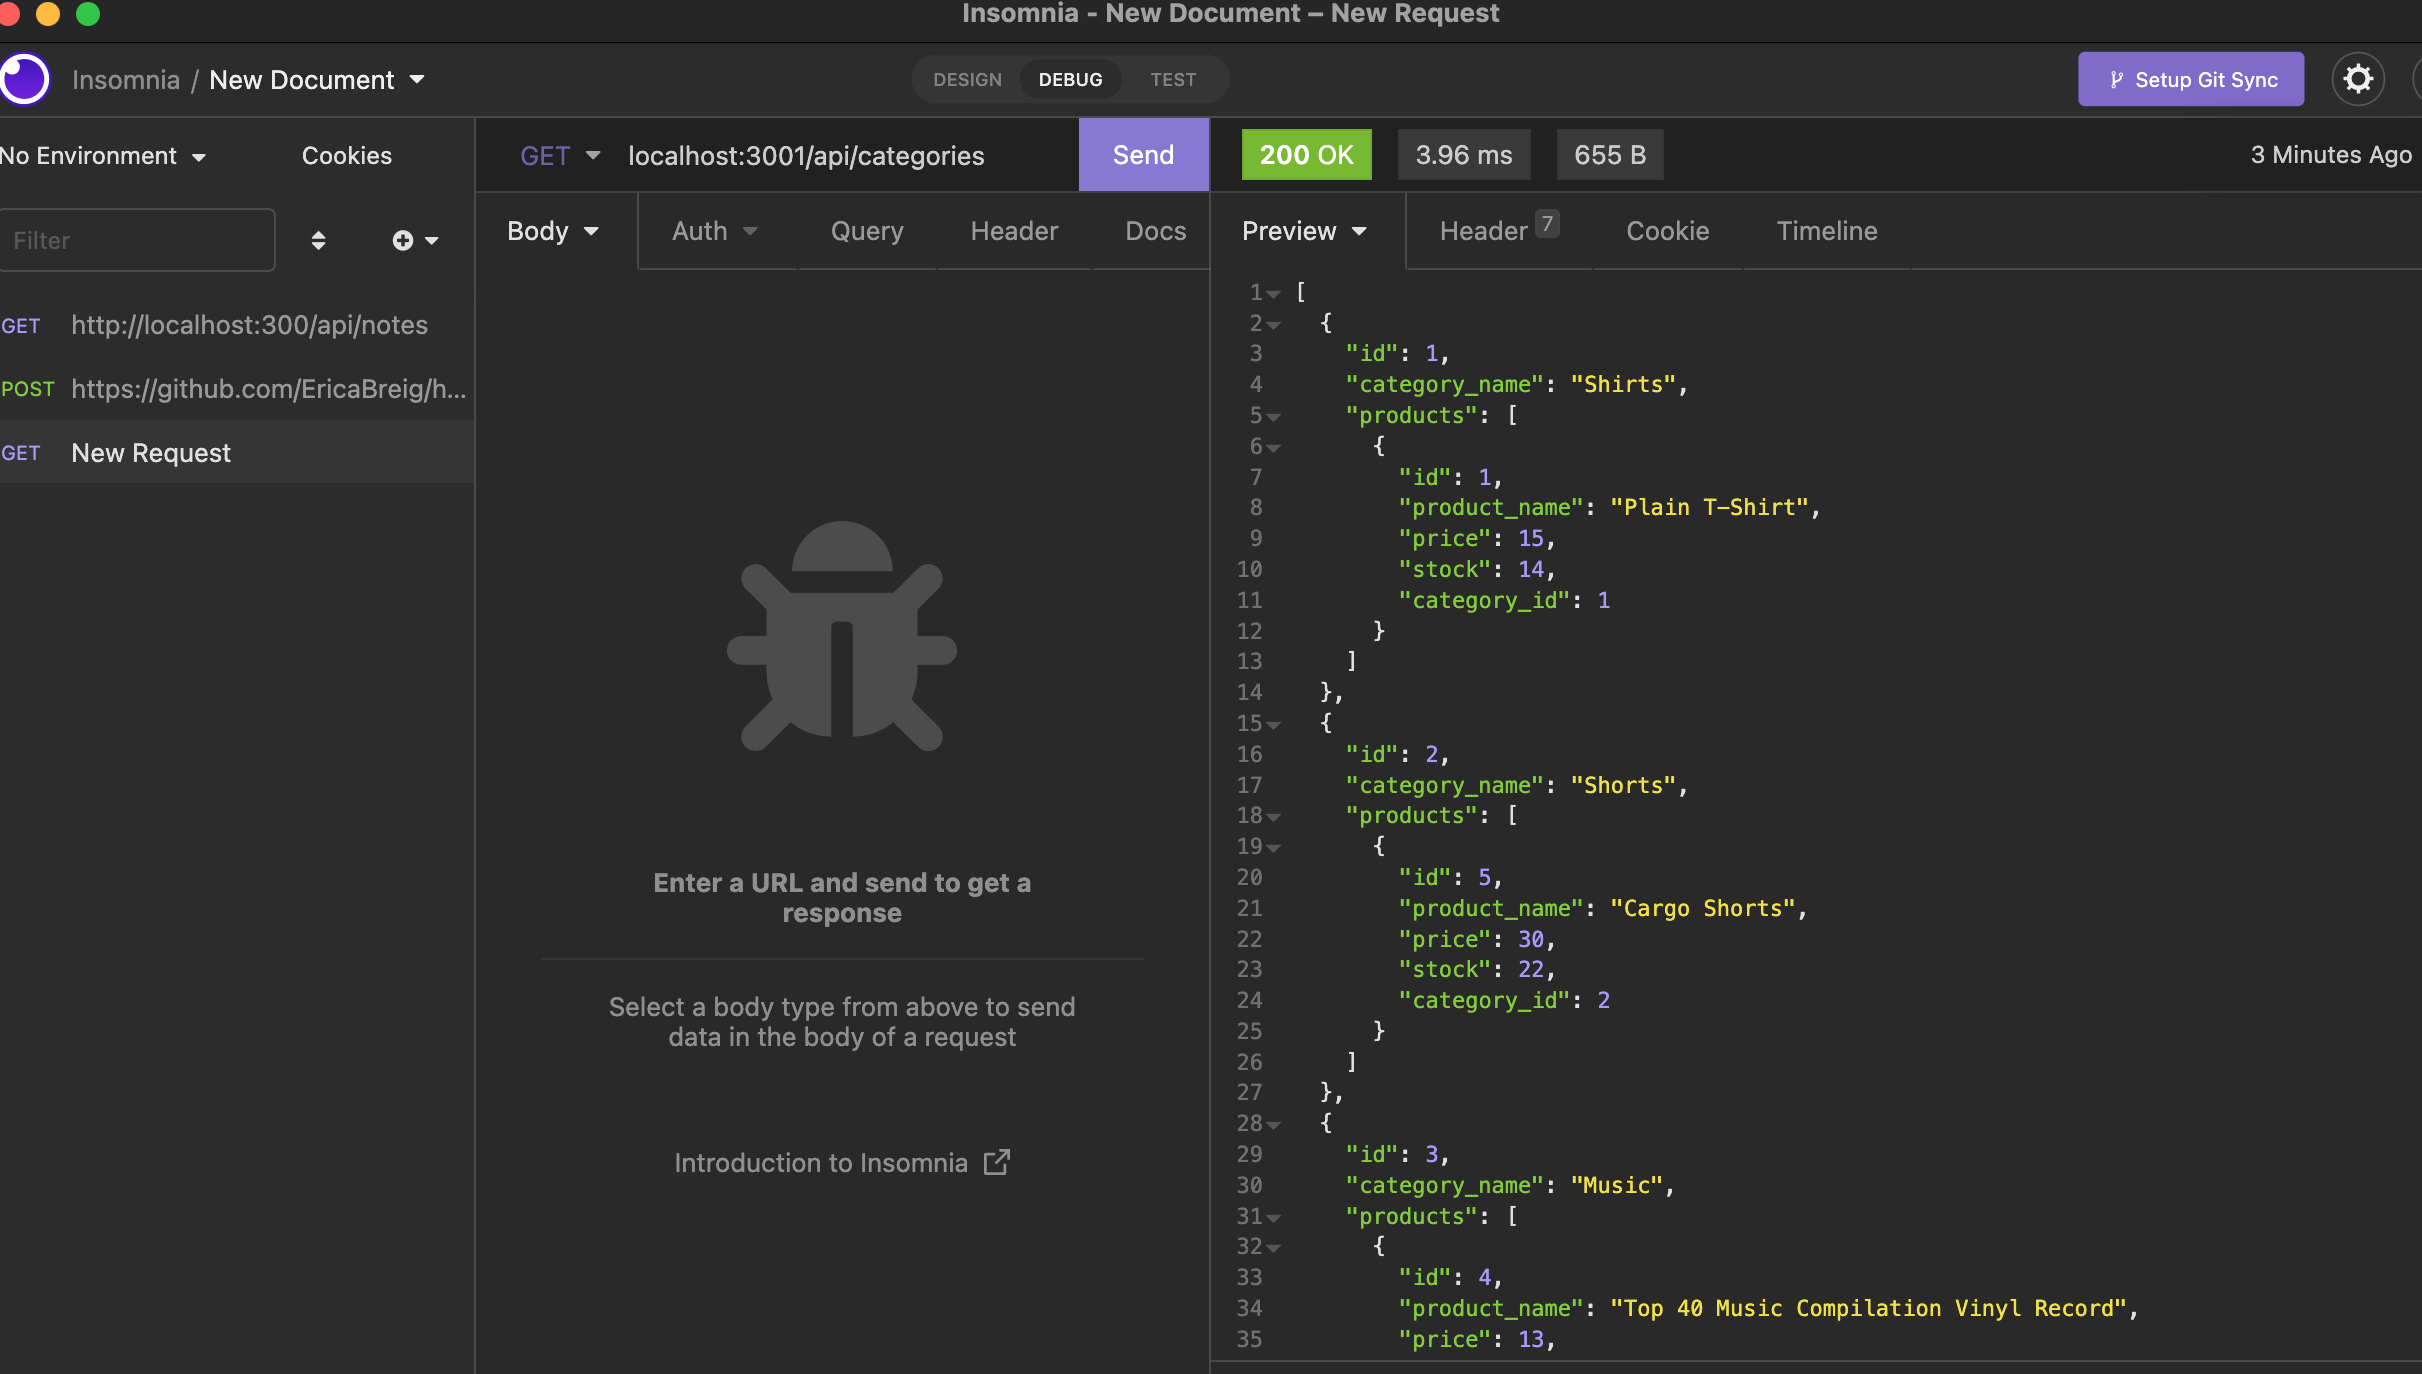 Insomnia - New Document – New Request
Insomnia / New Document
DESIGN DEBUG TEST
Setup Git Sync
No Environment Cookies
GET localhost:3001/api/categories Send
200 OK 3.96 ms 655 B 3 Minutes Ago
Filter
Body Auth Query Header Docs
Preview Header 7 Cookie Timeline
GET http://localhost:300/api/notes
POST https://github.com/EricaBreig/h...
GET New Request
Enter a URL and send to get a
response
Select a body type from above to send
data in the body of a request
Introduction to Insomnia
1 [
2 {
3 "id": 1,
4 "category_name": "Shirts",
5 "products": [
6 {
7 "id": 1,
8 "product_name": "Plain T-Shirt",
9 "price": 15,
10 "stock": 14,
11 "category_id": 1
12 }
13 ]
14 },
15 {
16 "id": 2,
17 "category_name": "Shorts",
18 "products": [
19 {
20 "id": 5,
21 "product_name": "Cargo Shorts",
22 "price": 30,
23 "stock": 22,
24 "category_id": 2
25 }
26 ]
27 },
28 {
29 "id": 3,
30 "category_name": "Music",
31 "products": [
32 {
33 "id": 4,
34 "product_name": "Top 40 Music Compilation Vinyl Record",
35 "price": 13,